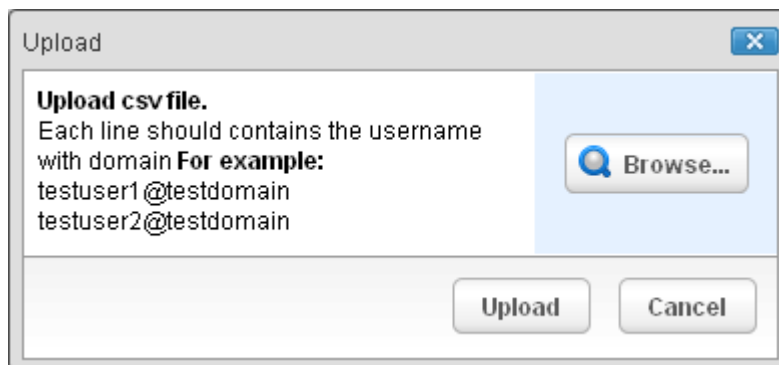 Upload
Upload csv file.
Each line should contains the username
with domain For example:
testuser1@testdomain
testuser2@testdomain
Browse...
Upload
Cancel